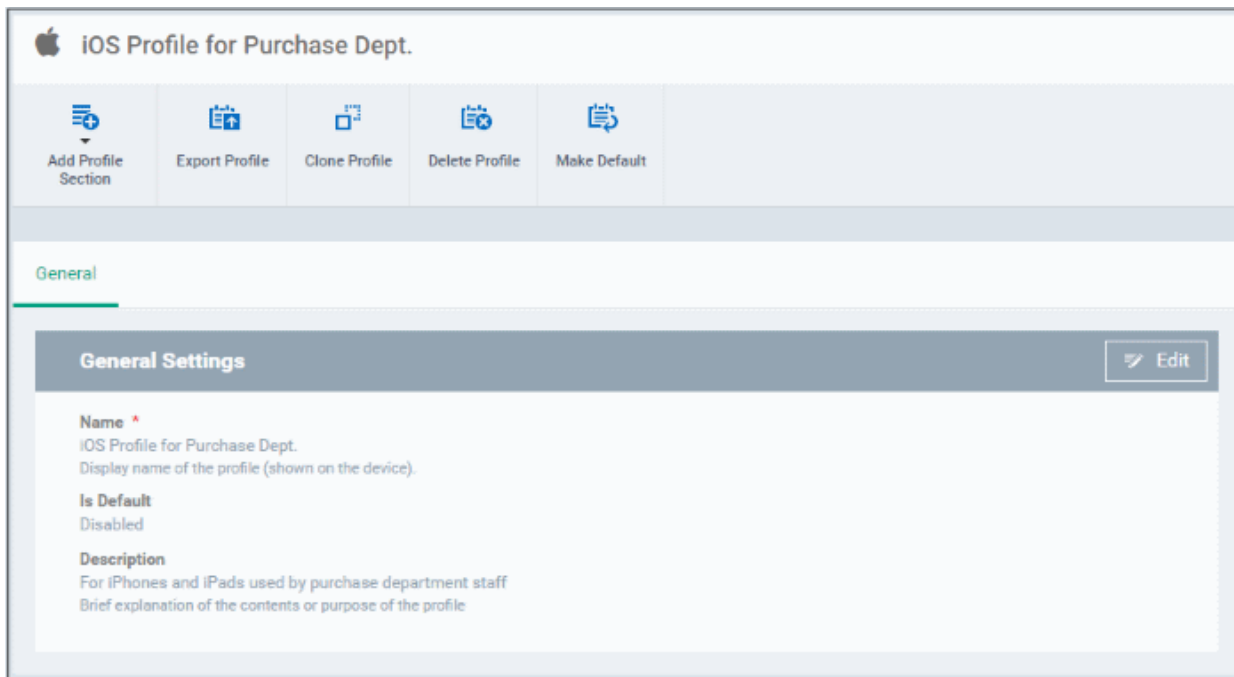 iOS Profile for Purchase Dept.
Add Profile
Section
Export Profile
Clone Profile
Delete Profile
Make Default
General
General Settings
Edit
Name *
iOS Profile for Purchase Dept.
Display name of the profile (shown on the device).
Is Default
Disabled
Description
For iPhones and iPads used by purchase department staff
Brief explanation of the contents or purpose of the profile